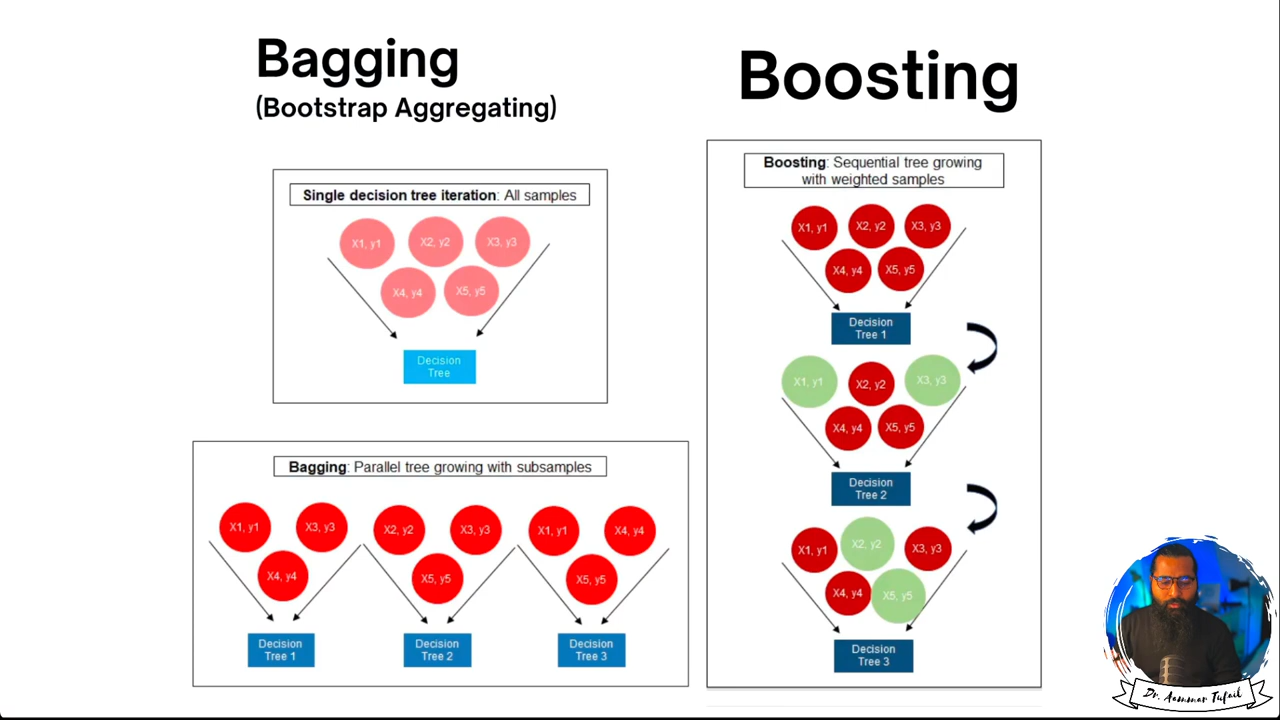 Bagging
(Bootstrap Aggregating)
Single decision tree iteration: All samples
X1, y1
X2, y2
X3, y3
X4, y4
X5, y5
Decision
Tree
Bagging: Parallel tree growing with subsamples
X1, y1
X3, y3
X4, y4
Decision
Tree 1
X2, y2
X3, y3
X5, y5
Decision
Tree 2
X1, y1
X4, y4
X5, y5
Decision
Tree 3
Boosting
Boosting: Sequential tree growing
with weighted samples
X1, y1
X2, y2
X3, y3
X4, y4
X5, y5
Decision
Tree 1
X1, y1
X2, y2
X3, y3
X4, y4
X5, y5
Decision
Tree 2
X1, y1
X2, y2
X3, y3
X4, y4
X5, y5
Decision
Tree 3
Dr. Aammar Tufail